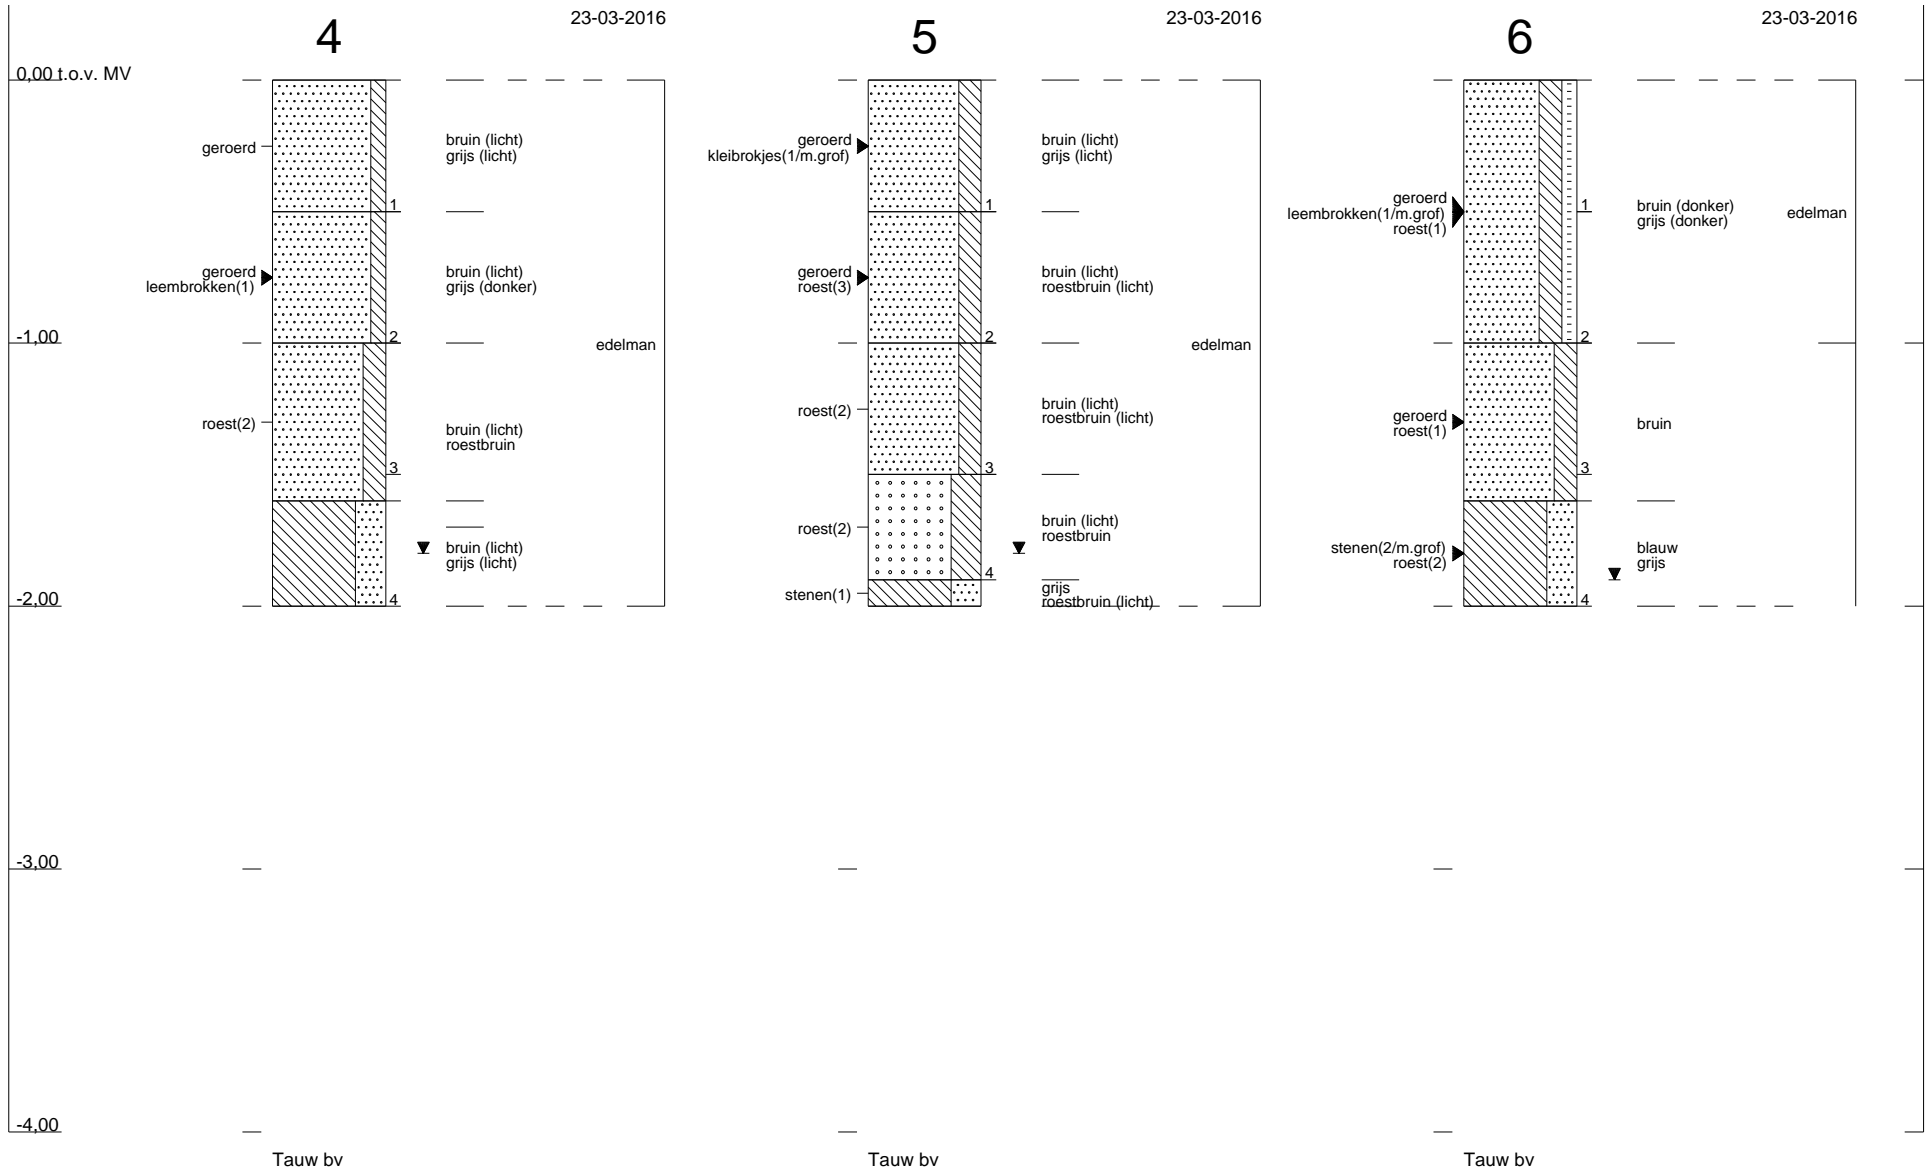 4
23-03-2016
5
23-03-2016
6
23-03-2016
0,00 t.o.v. MV
-1,00
-2,00
-3,00
-4,00
geroerd
bruin (licht)
grijs (licht)
1
geroerd
leembrokken(1)
bruin (licht)
grijs (donker)
2
edelman
roest(2)
bruin (licht)
roestbruin
3
bruin (licht)
grijs (licht)
4
Tauw bv
geroerd
kleibrokjes(1/m.grof)
bruin (licht)
grijs (licht)
1
geroerd
roest(3)
bruin (licht)
roestbruin (licht)
2
edelman
roest(2)
bruin (licht)
roestbruin (licht)
3
roest(2)
bruin (licht)
roestbruin
4
stenen(1)
grijs
roestbruin (licht)
Tauw bv
geroerd
leembrokken(1/m.grof)
roest(1)
1
bruin (donker)
grijs (donker)
edelman
2
geroerd
roest(1)
bruin
3
stenen(2/m.grof)
roest(2)
blauw
grijs
4
Tauw bv